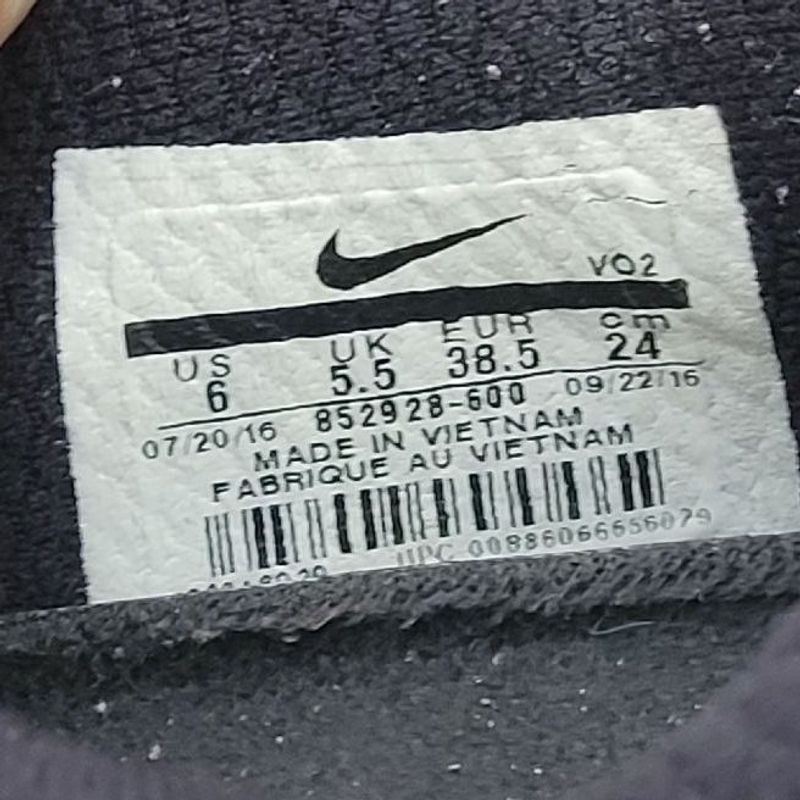 VO2
US UK EUR cm
6 5.5 38.5 24
07/20/16 852928-600 09/22/16
MADE IN VIETNAM
FABRIQUE AU VIETNAM
UPC 00886066656079